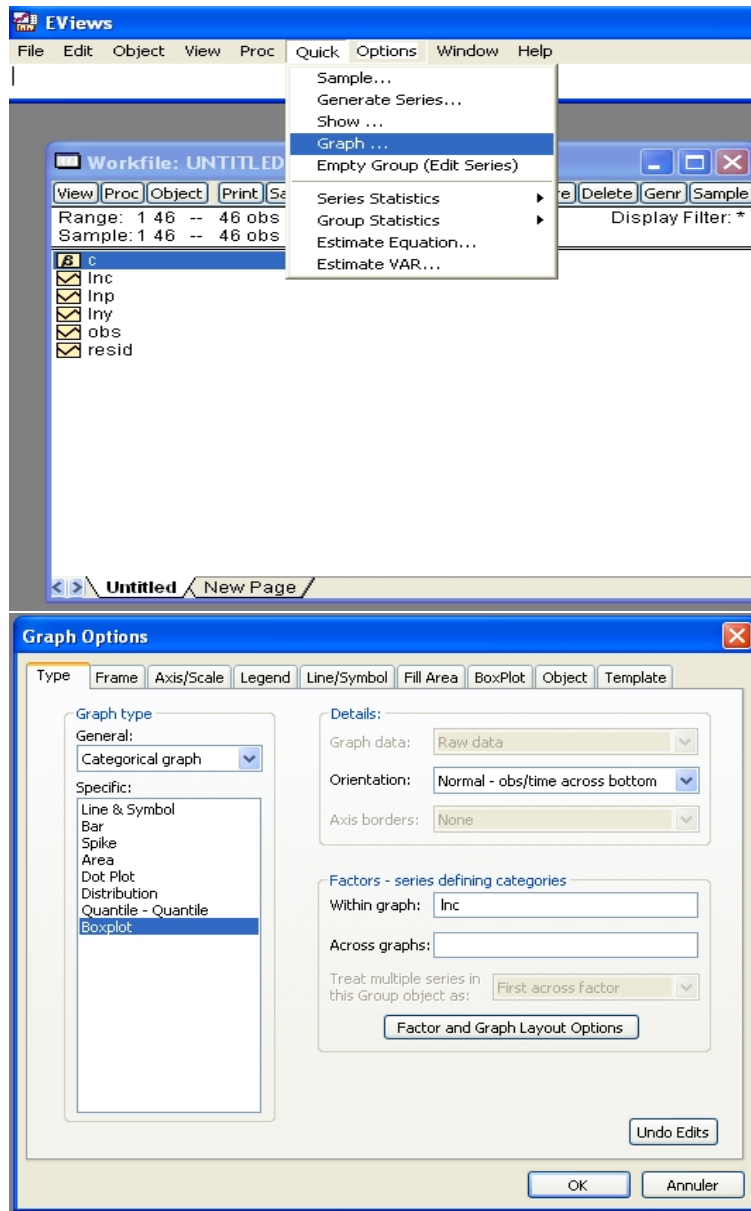 EViews
File Edit Object View Proc Quick Options Window Help
Sample...
Generate Series...
Show ...
Graph ...
Empty Group (Edit Series)
Series Statistics
Group Statistics
Estimate Equation...
Estimate VAR...
Workfile: UNTITLED
View Proc Object Print Sa e Delete Genr Sample
Range: 1 46 -- 46 obs Display Filter: *
Sample: 1 46 -- 46 obs
β c
lnc
lnp
lny
obs
resid
Untitled New Page
Graph Options
Type Frame Axis/Scale Legend Line/Symbol Fill Area BoxPlot Object Template
Graph type
General:
Categorical graph
Specific:
Line & Symbol
Bar
Spike
Area
Dot Plot
Distribution
Quantile - Quantile
Boxplot
Details:
Graph data: Raw data
Orientation: Normal - obs/time across bottom
Axis borders: None
Factors - series defining categories
Within graph: lnc
Across graphs:
Treat multiple series in
this Group object as: First across factor
Factor and Graph Layout Options
Undo Edits
OK Annuler